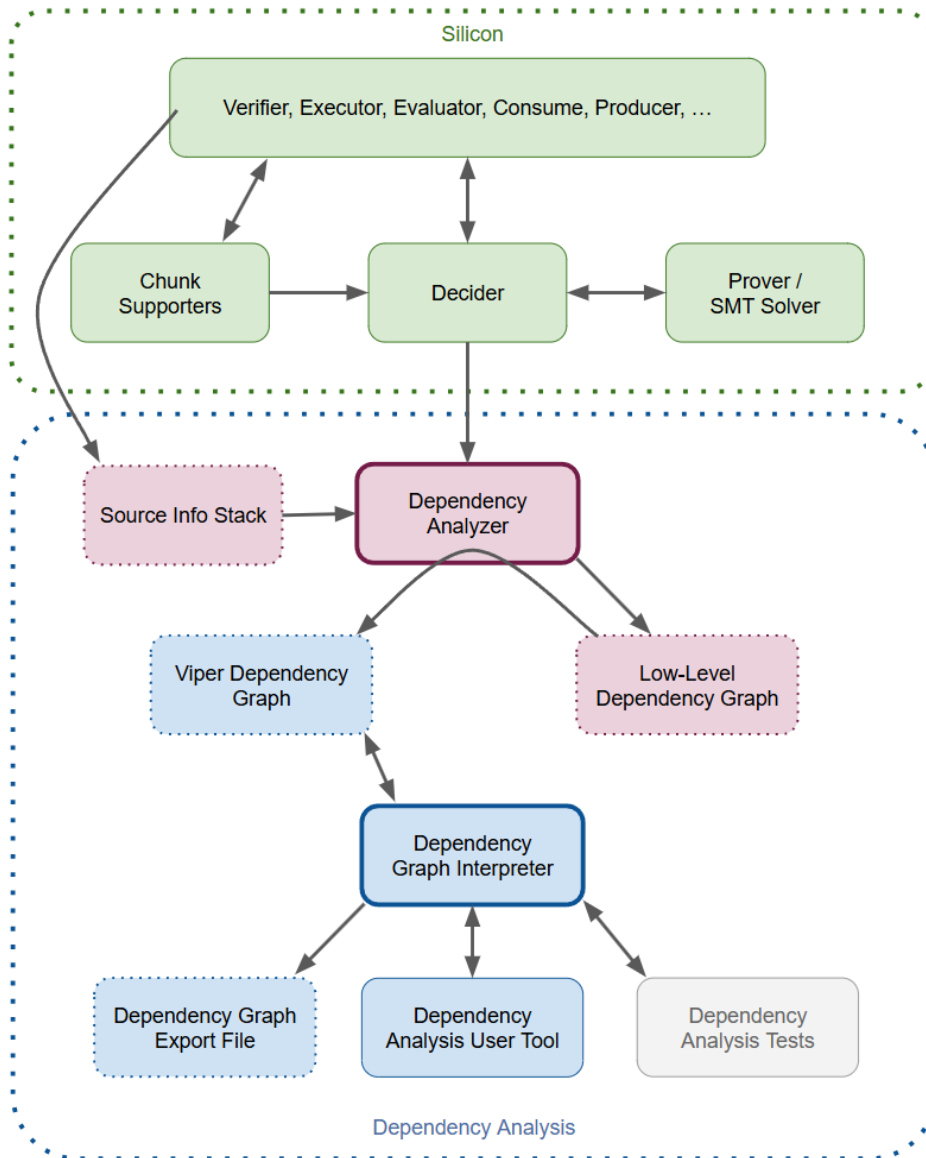 Silicon
Verifier, Executor, Evaluator, Consume, Producer, …
Chunk
Supporters
Decider
Prover /
SMT Solver
Source Info Stack
Dependency
Analyzer
Viper Dependency
Graph
Low-Level
Dependency Graph
Dependency
Graph Interpreter
Dependency Graph
Export File
Dependency
Analysis User Tool
Dependency
Analysis Tests
Dependency Analysis